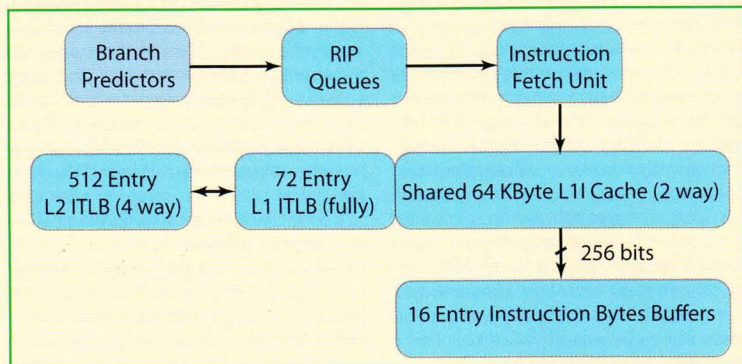 Branch
Predictors
RIP
Queues
Instruction
Fetch Unit
512 Entry
L2 ITLB (4 way)
72 Entry
L1 ITLB (fully)
Shared 64 KByte L1I Cache (2 way)
256 bits
16 Entry Instruction Bytes Buffers